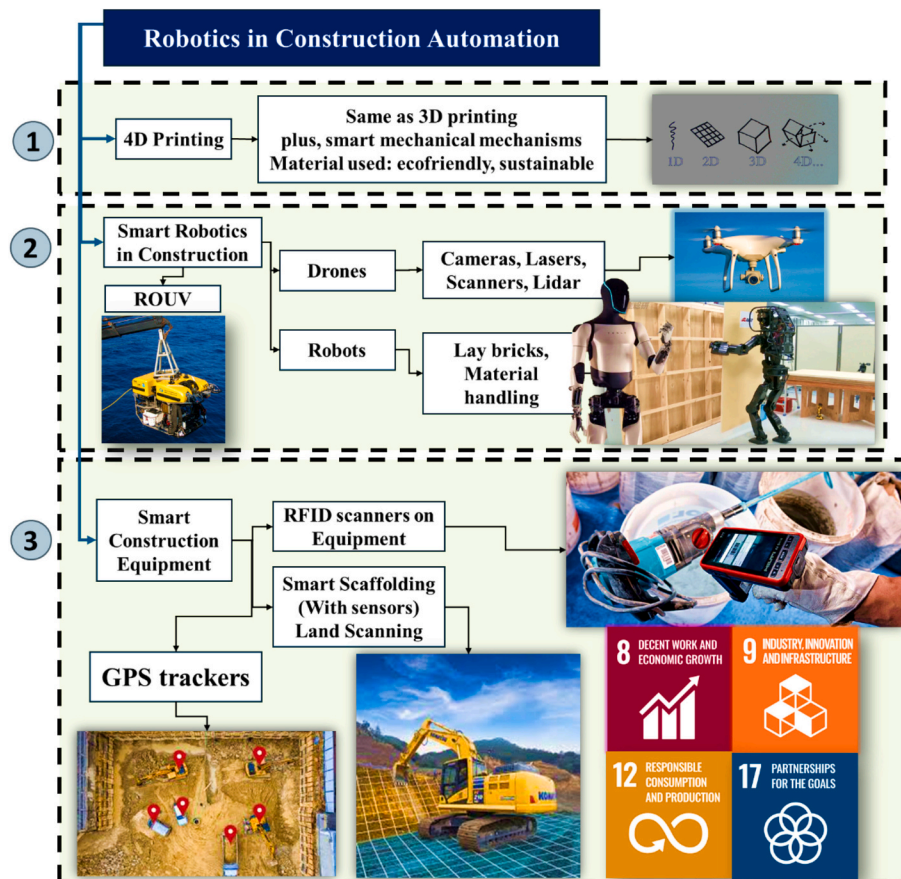 Robotics in Construction Automation
1
4D Printing
Same as 3D printing
plus, smart mechanical mechanisms
Material used: ecofriendly, sustainable
1D
2D
3D
4D...
2
Smart Robotics
in Construction
ROUV
Drones
Cameras, Lasers,
Scanners, Lidar
Robots
Lay bricks,
Material
handling
3
Smart
Construction
Equipment
RFID scanners on
Equipment
Smart Scaffolding
(With sensors)
Land Scanning
GPS trackers
KOMATSU
8 DECENT WORK AND
ECONOMIC GROWTH
9 INDUSTRY, INNOVATION
AND INFRASTRUCTURE
12 RESPONSIBLE
CONSUMPTION
AND PRODUCTION
17 PARTNERSHIPS
FOR THE GOALS